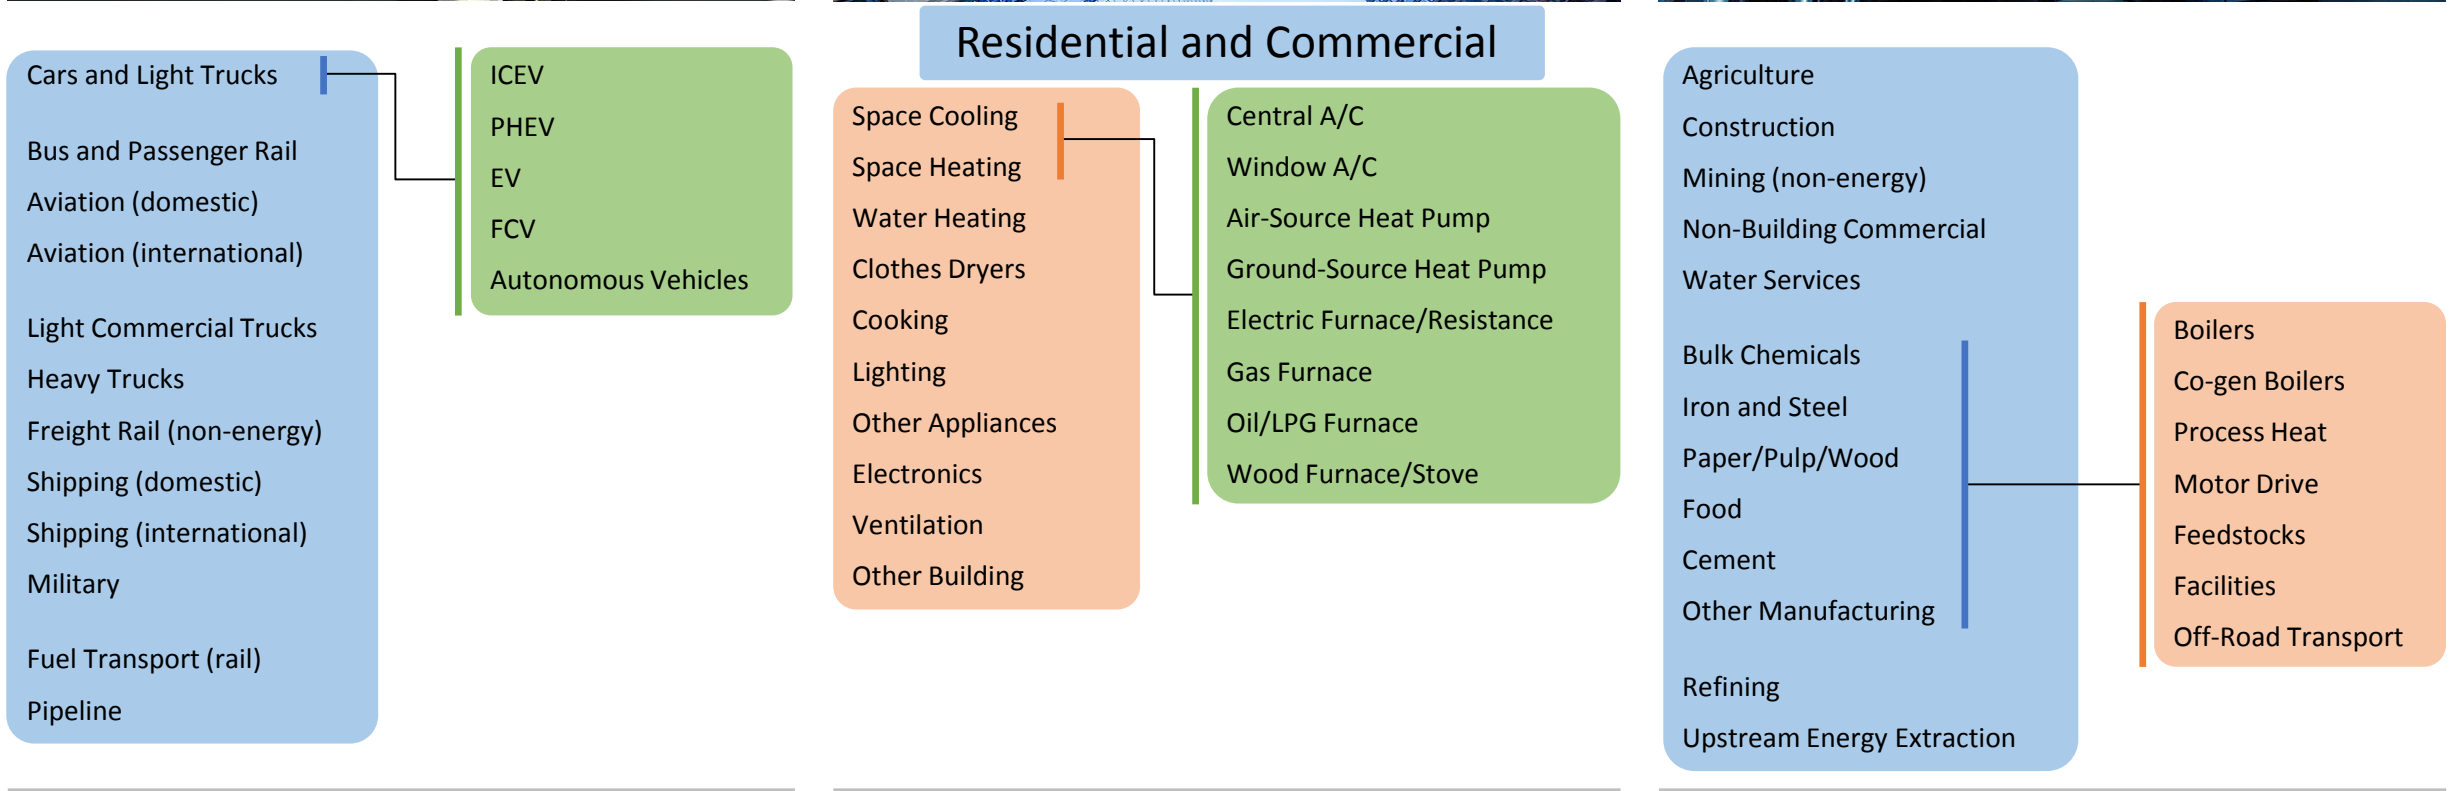 Cars and Light Trucks
Bus and Passenger Rail
Aviation (domestic)
Aviation (international)
Light Commercial Trucks
Heavy Trucks
Freight Rail (non-energy)
Shipping (domestic)
Shipping (international)
Military
Fuel Transport (rail)
Pipeline
ICEV
PHEV
EV
FCV
Autonomous Vehicles
Residential and Commercial
Space Cooling
Space Heating
Water Heating
Clothes Dryers
Cooking
Lighting
Other Appliances
Electronics
Ventilation
Other Building
Central A/C
Window A/C
Air-Source Heat Pump
Ground-Source Heat Pump
Electric Furnace/Resistance
Gas Furnace
Oil/LPG Furnace
Wood Furnace/Stove
Agriculture
Construction
Mining (non-energy)
Non-Building Commercial
Water Services
Bulk Chemicals
Iron and Steel
Paper/Pulp/Wood
Food
Cement
Other Manufacturing
Refining
Upstream Energy Extraction
Boilers
Co-gen Boilers
Process Heat
Motor Drive
Feedstocks
Facilities
Off-Road Transport